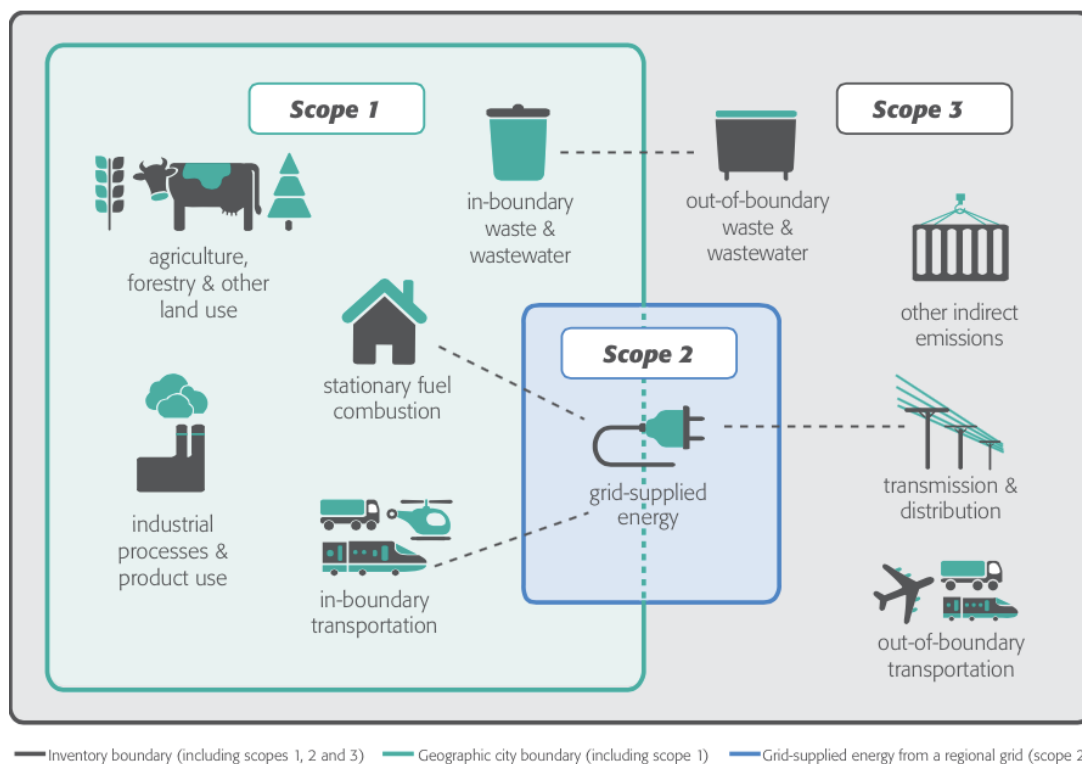 Scope 1
Scope 3
in-boundary
waste &
wastewater
out-of-boundary
waste &
wastewater
agriculture,
forestry & other
land use
other indirect
emissions
Scope 2
stationary fuel
combustion
grid-supplied
energy
transmission &
distribution
industrial
processes &
product use
in-boundary
transportation
out-of-boundary
transportation
Inventory boundary (including scopes 1, 2 and 3)
Geographic city boundary (including scope 1)
Grid-supplied energy from a regional grid (scope 2